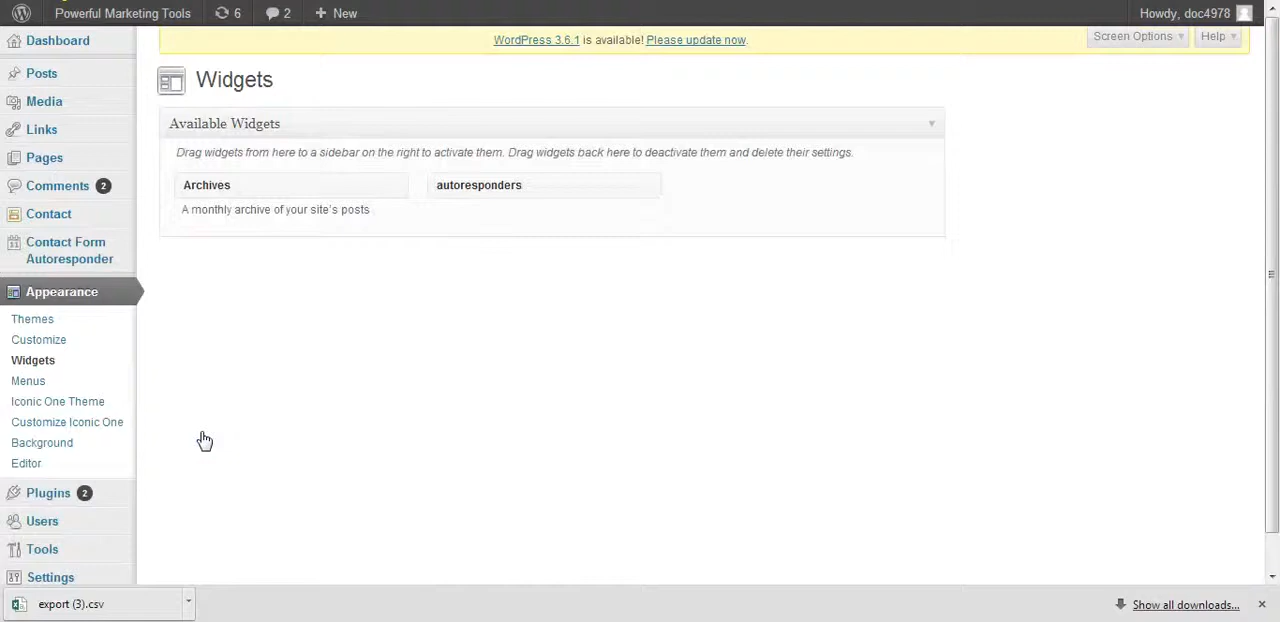 Powerful Marketing Tools 6 2 New Howdy, doc4978
WordPress 3.6.1 is available! Please update now.
Screen Options Help
Dashboard
Posts
Media
Links
Pages
Comments 2
Contact
Contact Form
Autoresponder
Appearance
Themes
Customize
Widgets
Menus
Iconic One Theme
Customize Iconic One
Background
Editor
Plugins 2
Users
Tools
Settings
Widgets
Available Widgets
Drag widgets from here to a sidebar on the right to activate them. Drag widgets back here to deactivate them and delete their settings.
Archives autoresponders
A monthly archive of your site's posts
export (3).csv Show all downloads...